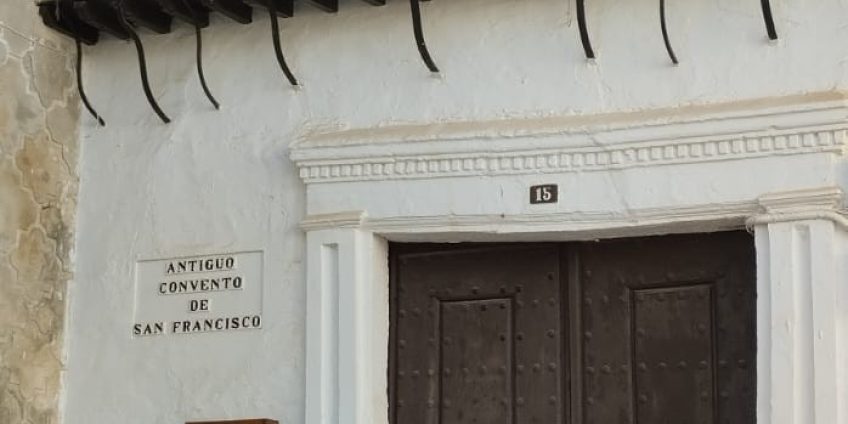 15
ANTIGUO
CONVENTO
DE
SAN FRANCISCO